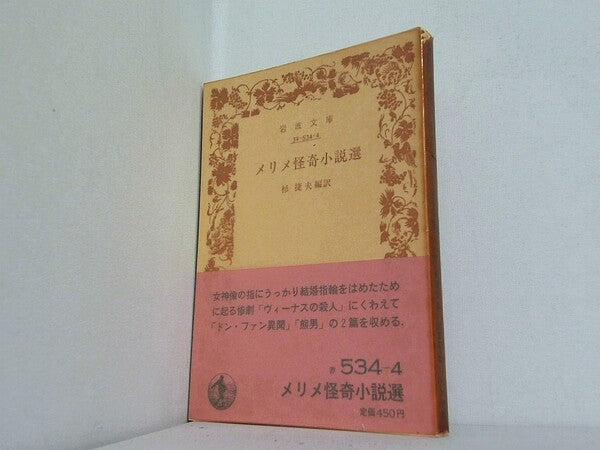 岩波文庫
34-534-4
メリメ怪奇小説選
杉 捷夫編訳
女神像の指にうっかり結婚指輪をはめたため
に起る惨劇「ヴィーナスの殺人」にくわえて
「ドン・ファン異聞」「熊男」の2篇を収める.
赤 534-4
メリメ怪奇小説選
定価450円